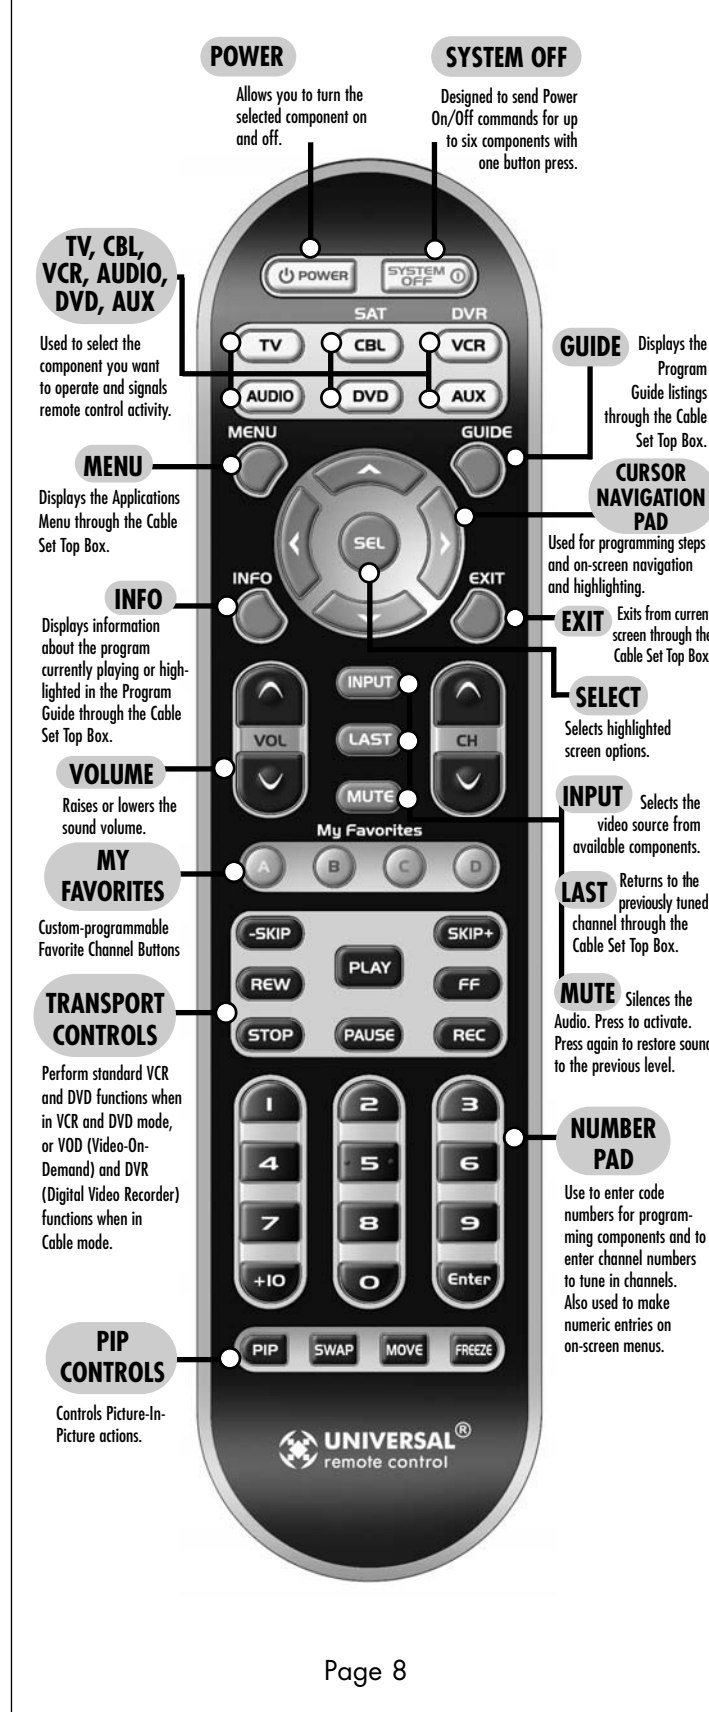 POWER
Allows you to turn the
selected component on
and off.
SYSTEM OFF
Designed to send Power
On/Off commands for up
to six components with
one button press.
TV, CBL,
VCR, AUDIO,
DVD, AUX
Used to select the
component you want
to operate and signals
remote control activity.
MENU
Displays the Applications
Menu through the Cable
Set Top Box.
INFO
Displays information
about the program
currently playing or high-
lighted in the Program
Guide through the Cable
Set Top Box.
VOLUME
Raises or lowers the
sound volume.
MY
FAVORITES
Custom-programmable
Favorite Channel Buttons
TRANSPORT
CONTROLS
Perform standard VCR
and DVD functions when
in VCR and DVD mode,
or VOD (Video-On-
Demand) and DVR
(Digital Video Recorder)
functions when in
Cable mode.
PIP
CONTROLS
Controls Picture-In-
Picture actions.
POWER
SYSTEM
OFF
SAT DVR
TV CBL VCR
AUDIO DVD AUX
MENU GUIDE
SEL
INFO EXIT
INPUT
VOL LAST CH
MUTE
My Favorites
A B C D
-SKIP SKIP+
PLAY
REW FF
STOP PAUSE REC
1 2 3
4 5 6
7 8 9
+10 0 Enter
PIP SWAP MOVE FREEZE
UNIVERSAL®
remote control
GUIDE Displays the
Program
Guide listings
through the Cable
Set Top Box.
CURSOR
NAVIGATION
PAD
Used for programming steps
and on-screen navigation
and highlighting.
EXIT Exits from current
screen through the
Cable Set Top Box
SELECT
Selects highlighted
screen options.
INPUT Selects the
video source from
available components.
LAST Returns to the
previously tuned
channel through the
Cable Set Top Box.
MUTE Silences the
Audio. Press to activate.
Press again to restore sound
to the previous level.
NUMBER
PAD
Use to enter code
numbers for program-
ming components and to
enter channel numbers
to tune in channels.
Also used to make
numeric entries on
on-screen menus.
Page 8